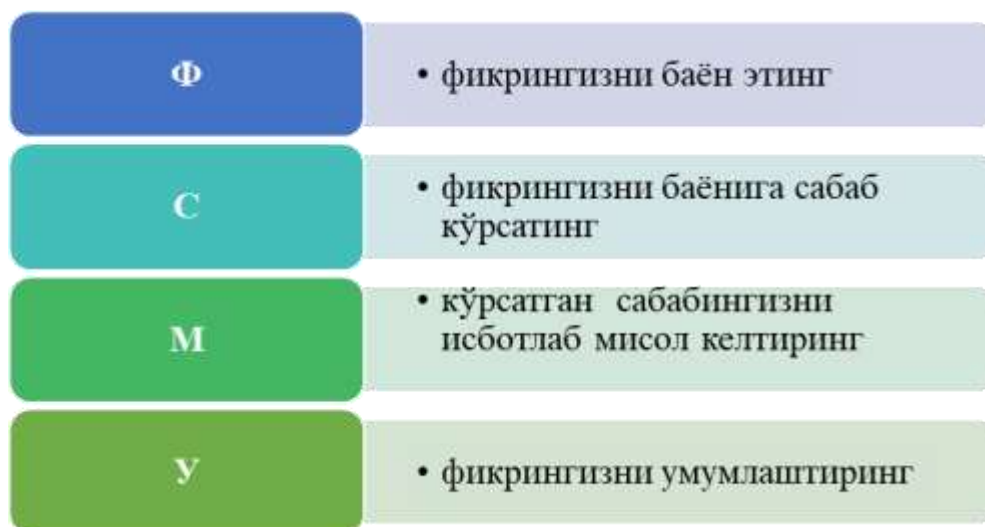 Ф
• фикрингизни баён этинг
С
• фикрингизни баёнига сабаб
кўрсатинг
М
• кўрсатган сабабингизни
исботлаб мисол келтиринг
У
• фикрингизни умумлаштиринг